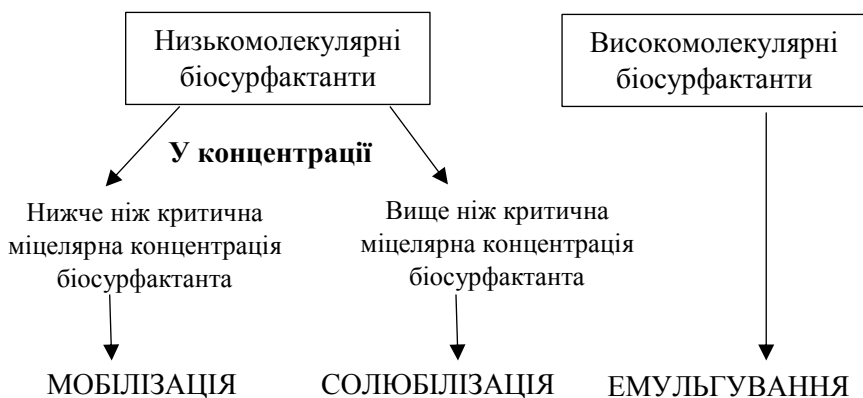 Низькомолекулярні
біосурфактанти
Високомолекулярні
біосурфактанти
У концентрації
Нижче ніж критична
міцелярна концентрація
біосурфактанта
Вище ніж критична
міцелярна концентрація
біосурфактанта
МОБІЛІЗАЦІЯ
СОЛЮБІЛІЗАЦІЯ
ЕМУЛЬГУВАННЯ